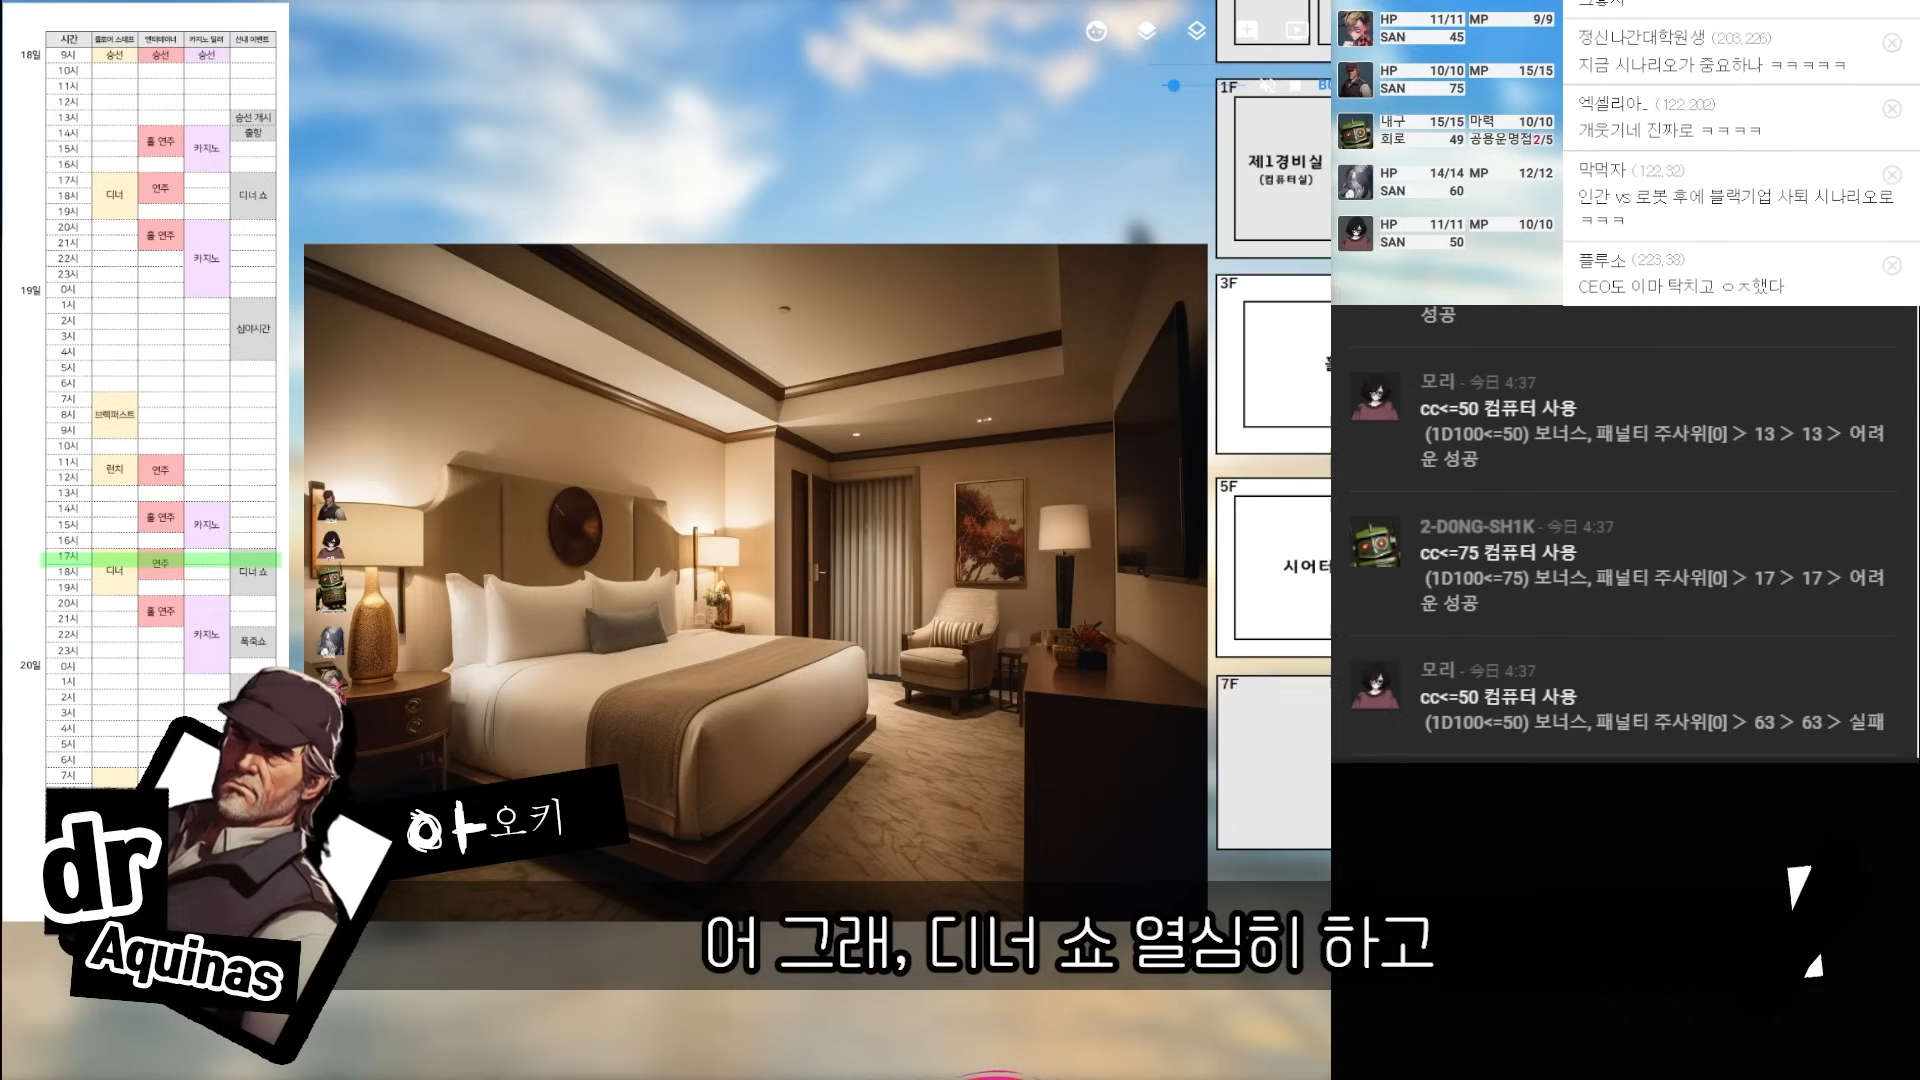 시간 플로어 스태프 엔터테이너 카지노 딜러 선내 이벤트
18일 9시 승선 승선 승선
10시
11시
12시
13시 승선 개시
14시 출항
홀 연주
15시 카지노
16시
17시
18시 디너 연주 디너 쇼
19시
20시
홀 연주
21시
22시 카지노
23시
19일 0시
1시
2시
3시 심야시간
4시
5시
6시
7시
8시 브렉퍼스트
9시
10시
11시
런치 연주
12시
13시
14시
홀 연주
15시 카지노
16시
17시
연주
18시 디너 디너 쇼
19시
20시
홀 연주
21시
22시 카지노 폭죽쇼
23시
20일 0시
1시
2시
3시
4시
5시
6시
7시
1F
제1경비실
(컴퓨터실)
3F
5F
시어터
7F
HP 11/11 MP 9/9
SAN 45
HP 10/10 MP 15/15
SAN 75
내구 15/15 마력 10/10
회로 49 공용운명점2/5
HP 14/14 MP 12/12
SAN 60
HP 11/11 MP 10/10
SAN 50
정신나간대학원생 (203,226)
지금 시나리오가 중요하냐 ㅋㅋㅋㅋㅋ
엑셀리아_ (122,202)
개웃기네 진짜로 ㅋㅋㅋㅋ
막먹자 (122,32)
인간 vs 로봇 후에 블랙기업 사퇴 시나리오로
ㅋㅋㅋ
플루소 (223,38)
CEO도 이마 탁치고 ㅇㅈ했다
성공
모리 - 今日 4:37
cc<=50 컴퓨터 사용
(1D100<=50) 보너스, 패널티 주사위[0] > 13 > 13 > 어려
운 성공
2-D0NG-SH1K - 今日 4:37
cc<=75 컴퓨터 사용
(1D100<=75) 보너스, 패널티 주사위[0] > 17 > 17 > 어려
운 성공
모리 - 今日 4:37
cc<=50 컴퓨터 사용
(1D100<=50) 보너스, 패널티 주사위[0] > 63 > 63 > 실패
dr
Aquinas
아오키
어 그래, 디너 쇼 열심히 하고